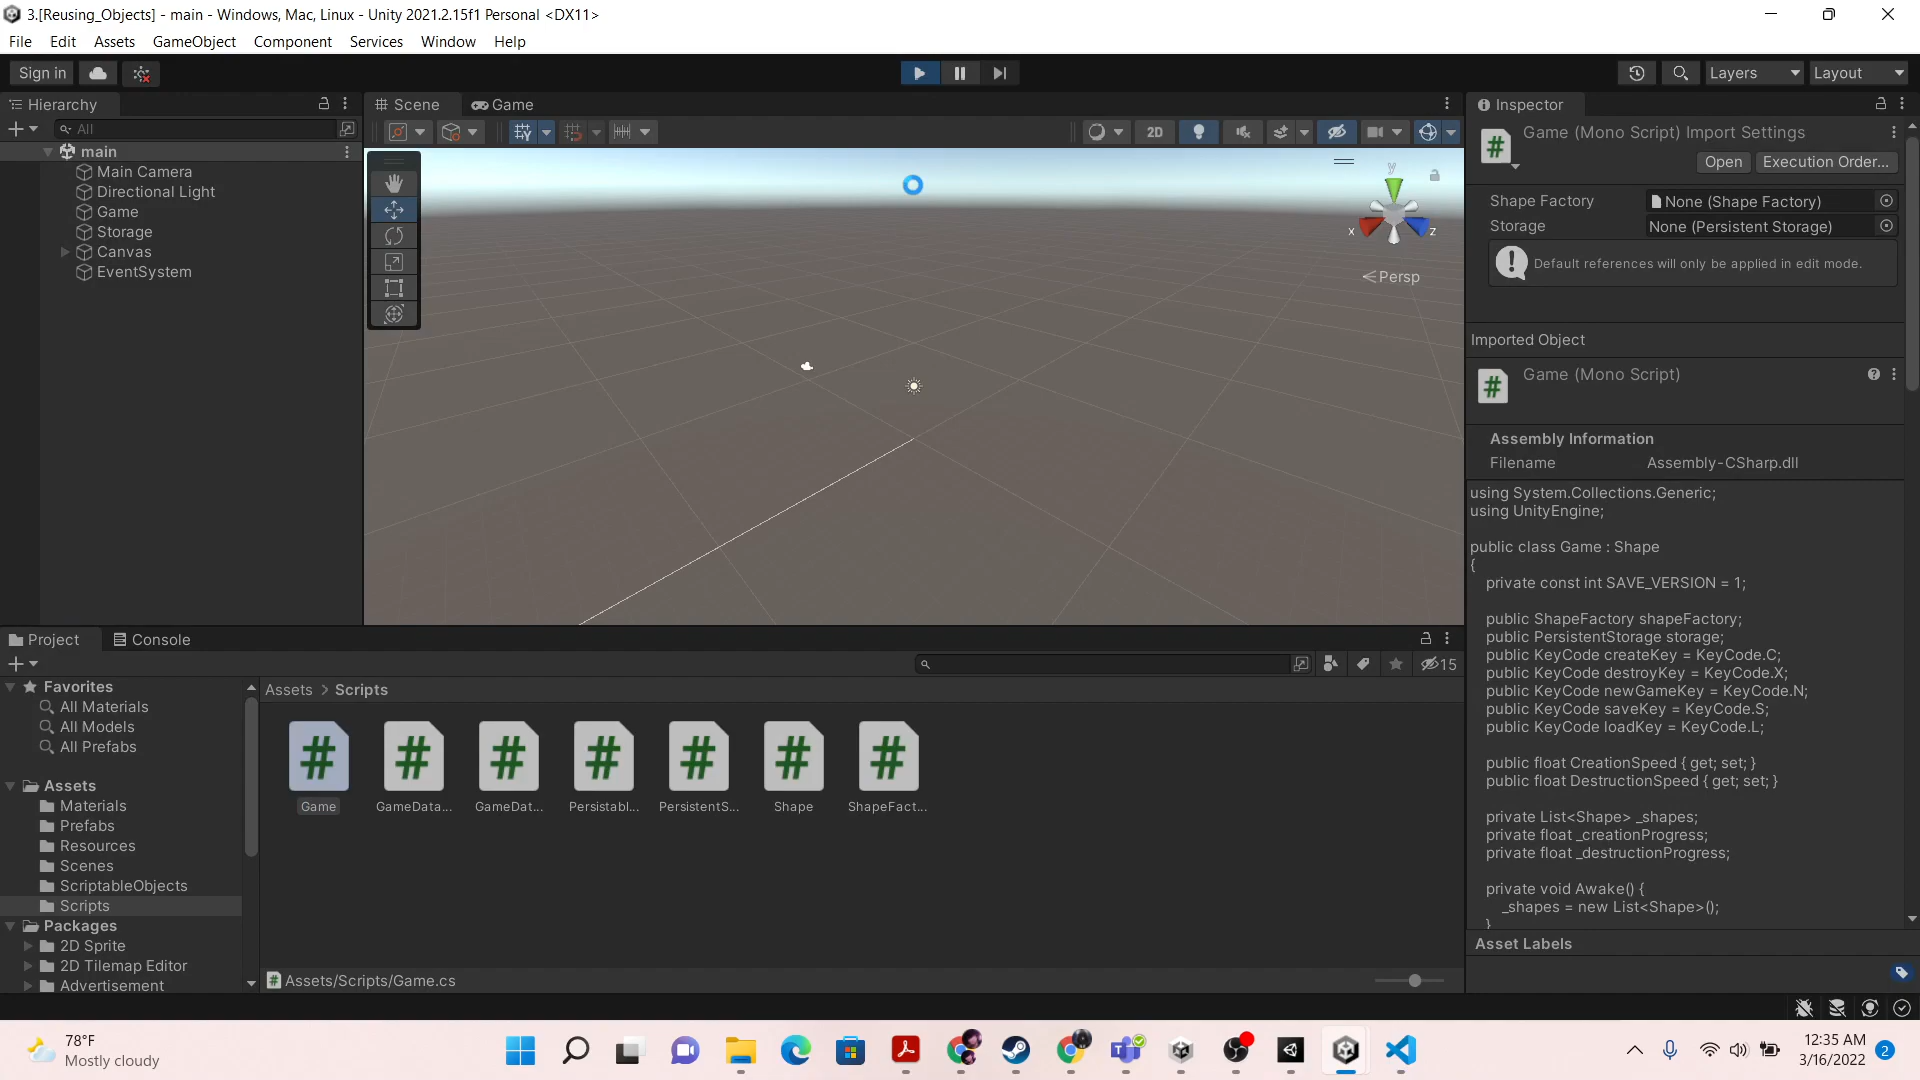 3.[Reusing_Objects] - main - Windows, Mac, Linux - Unity 2021.2.15f1 Personal <DX11>
File Edit Assets GameObject Component Services Window Help
Sign in
Layers
Layout
Hierarchy
All
main
Main Camera
Directional Light
Game
Storage
Canvas
EventSystem
Scene
Game
2D
y
x
z
Persp
Inspector
Game (Mono Script) Import Settings
Open
Execution Order...
Shape Factory
None (Shape Factory)
Storage
None (Persistent Storage)
Default references will only be applied in edit mode.
Imported Object
Game (Mono Script)
Assembly Information
Filename
Assembly-CSharp.dll
using System.Collections.Generic;
using UnityEngine;
public class Game : Shape
{
private const int SAVE_VERSION = 1;
public ShapeFactory shapeFactory;
public PersistentStorage storage;
public KeyCode createKey = KeyCode.C;
public KeyCode destroyKey = KeyCode.X;
public KeyCode newGameKey = KeyCode.N;
public KeyCode saveKey = KeyCode.S;
public KeyCode loadKey = KeyCode.L;
public float CreationSpeed { get; set; }
public float DestructionSpeed { get; set; }
private List<Shape> _shapes;
private float _creationProgress;
private float _destructionProgress;
private void Awake() {
_shapes = new List<Shape>();
}
Asset Labels
Project
Console
15
Favorites
All Materials
All Models
All Prefabs
Assets
Materials
Prefabs
Resources
Scenes
ScriptableObjects
Scripts
Packages
2D Sprite
2D Tilemap Editor
Advertisement
Assets > Scripts
Game
GameData...
GameDat...
Persistabl...
PersistentS...
Shape
ShapeFact...
Assets/Scripts/Game.cs
78°F
Mostly cloudy
12:35 AM
3/16/2022
2